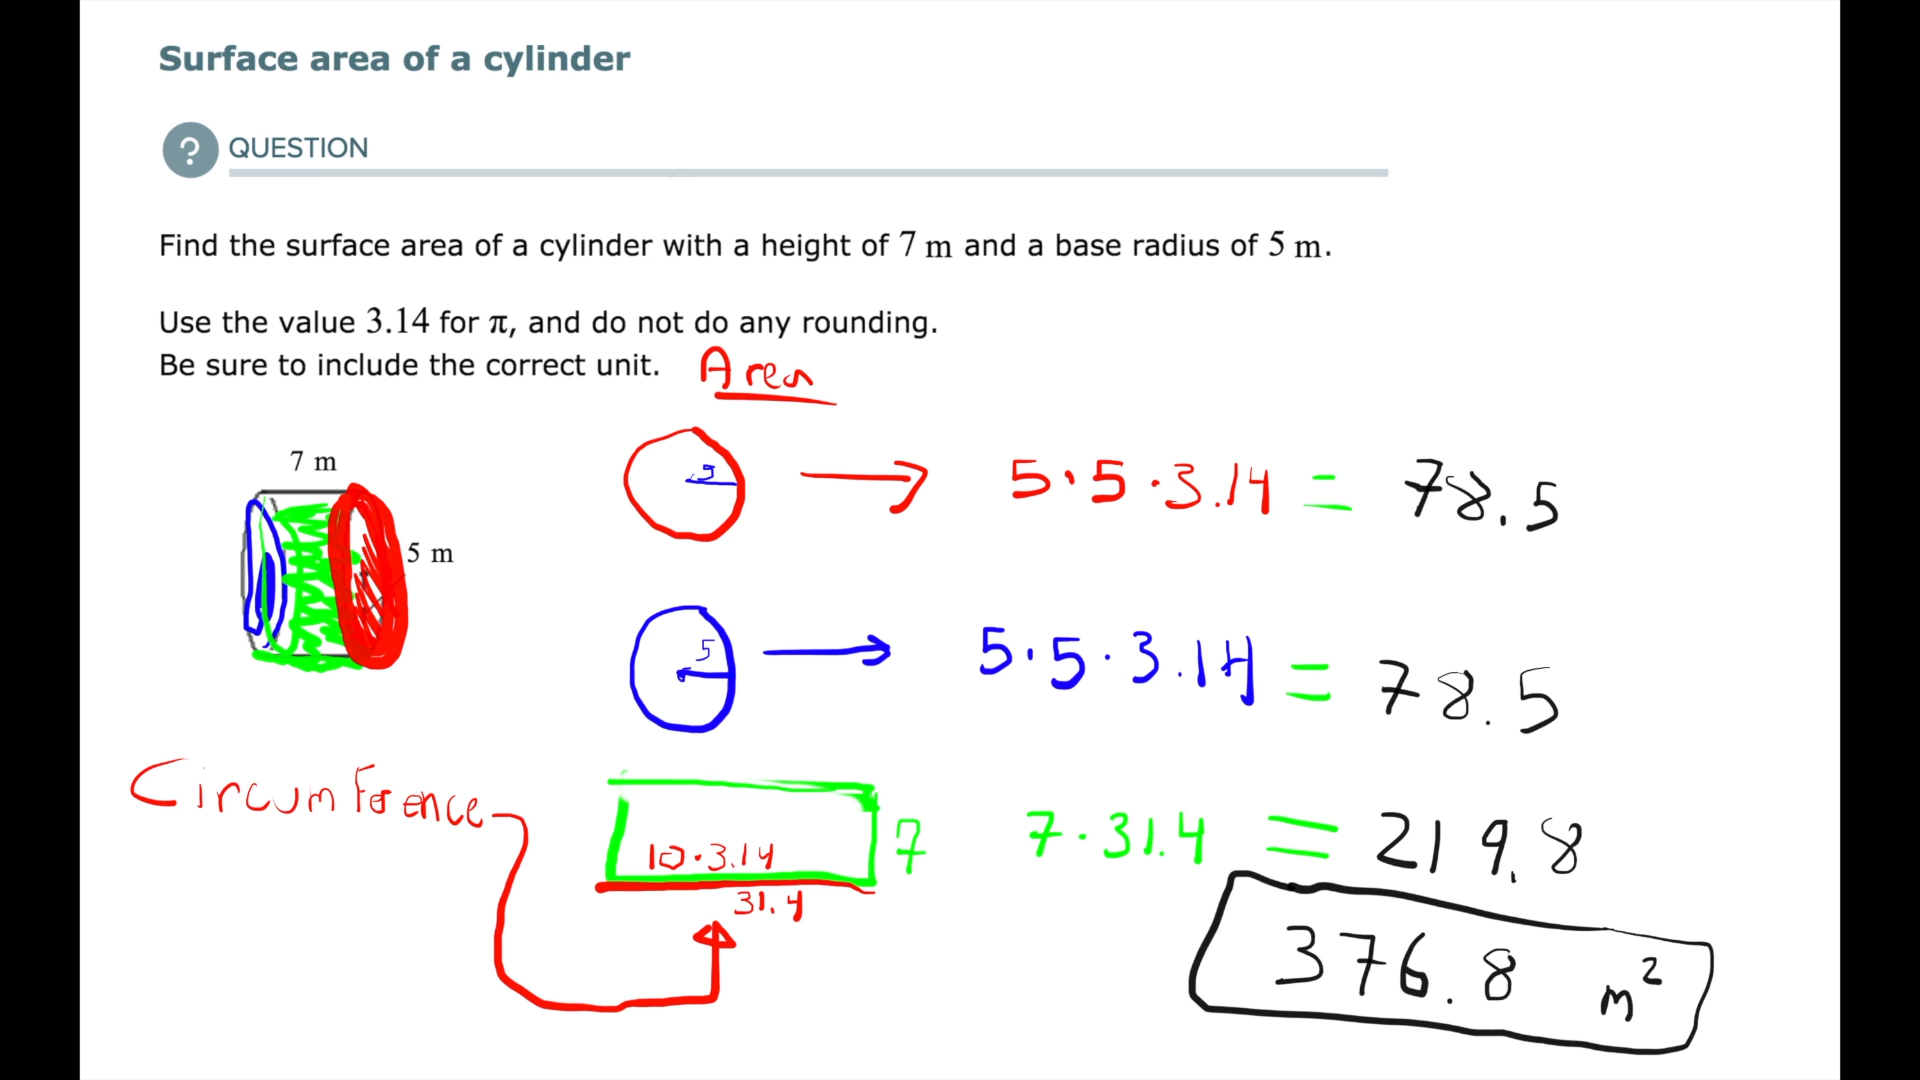 Surface area of a cylinder
?
QUESTION
Find the surface area of a cylinder with a height of 7 m and a base radius of 5 m.
Use the value 3.14 for π, and do not do any rounding.
Be sure to include the correct unit.
Area
7 m
5 m
5
5 · 5 · 3.14 = 78.5
5
5 · 5 · 3.14 = 78.5
Circumference
10 · 3.14
7
31.4
7 · 31.4 = 219.8
376.8 m²